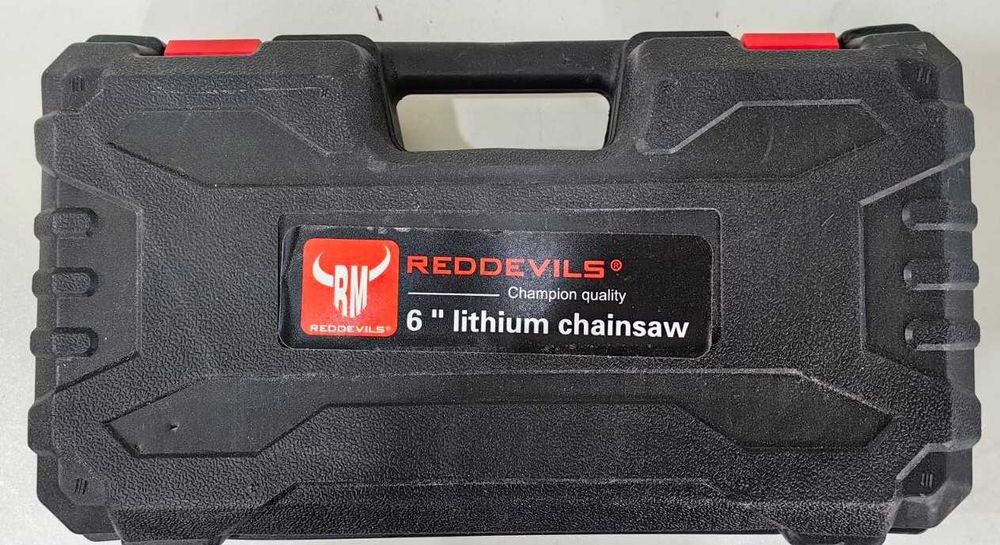 RM
REDDEVILS®
REDDEVILS®
Champion quality
6 " lithium chainsaw